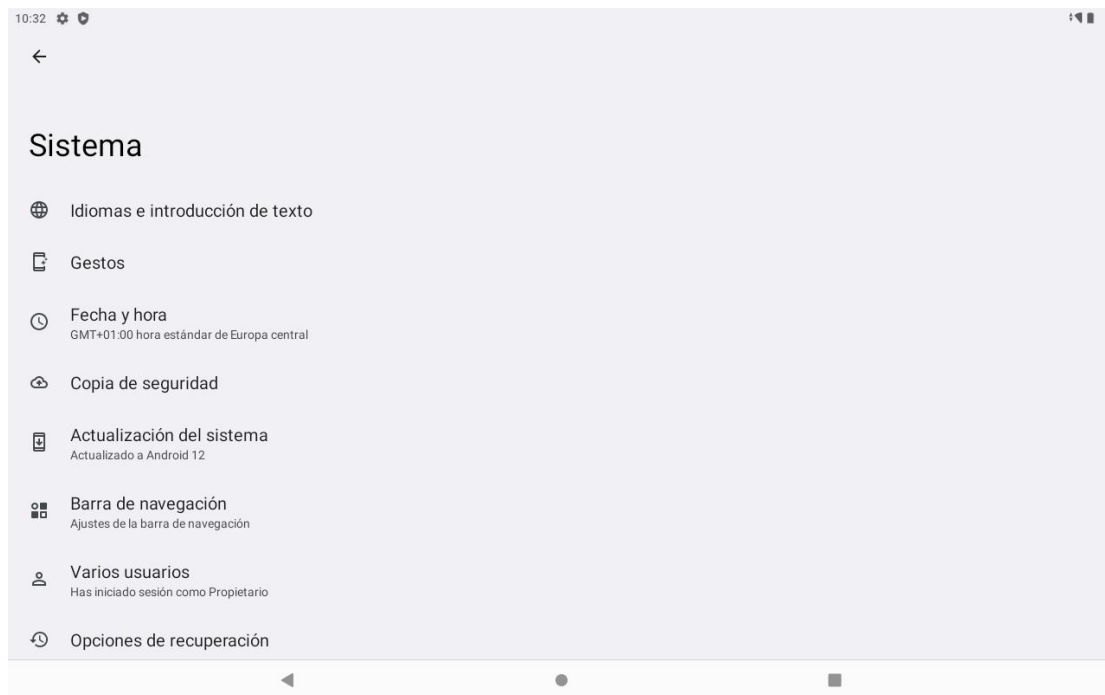 10:32
Sistema
Idiomas e introducción de texto
Gestos
Fecha y hora
GMT+01:00 hora estándar de Europa central
Copia de seguridad
Actualización del sistema
Actualizado a Android 12
Barra de navegación
Ajustes de la barra de navegación
Varios usuarios
Has iniciado sesión como Propietario
Opciones de recuperación